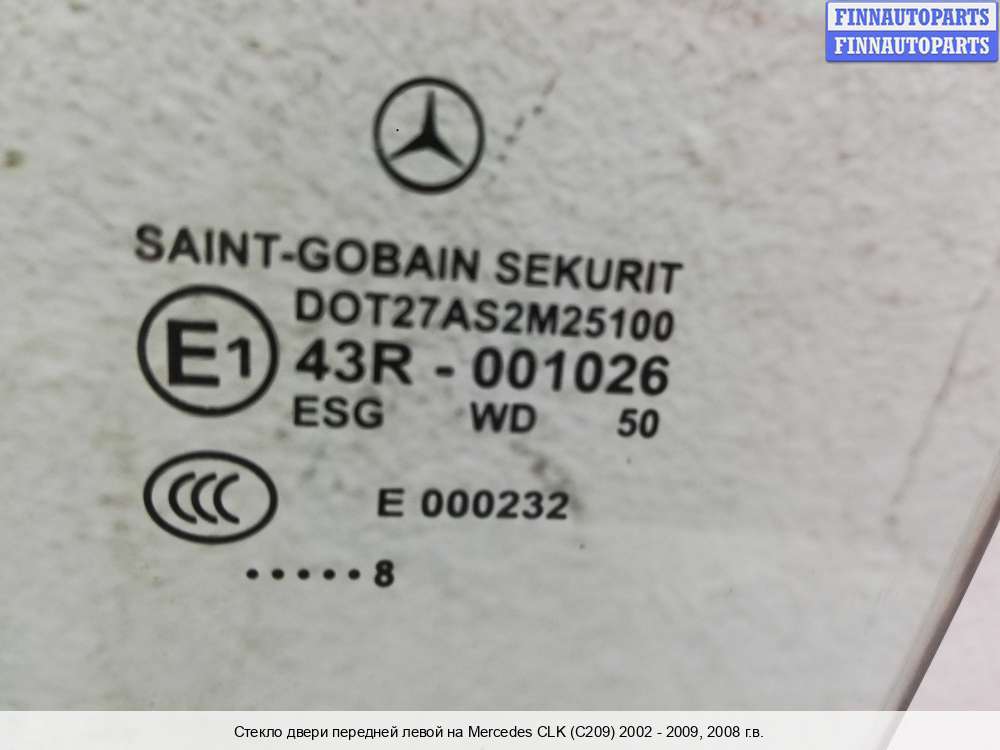 FINNAUTOPARTS
FINNAUTOPARTS
SAINT-GOBAIN SEKURIT
DOT27AS2M25100
E1 43R - 001026
ESG WD 50
CCC E 000232
• • • • • 8
Стекло двери передней левой на Mercedes CLK (C209) 2002 - 2009, 2008 г.в.